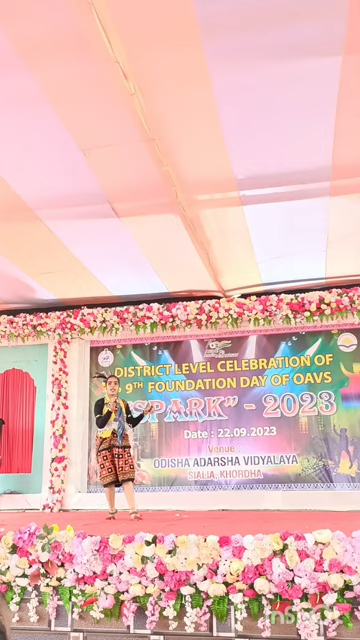 DISTRICT LEVEL CELEBRATION OF
9TH FOUNDATION DAY OF OAVS
"SPARK" - 2023
Date : 22.09.2023
Venue
ODISHA ADARSHA VIDYALAYA
SIALIA, KHORDHA